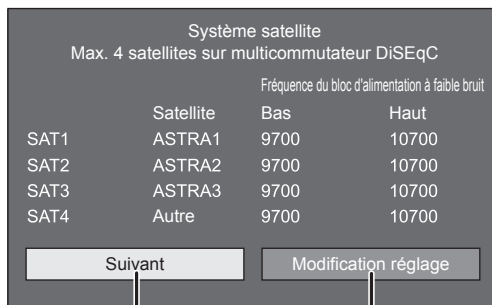 Système satellite
Max. 4 satellites sur multicommutateur DiSEqC
Fréquence du bloc d'alimentation à faible bruit
Satellite Bas Haut
SAT1 ASTRA1 9700 10700
SAT2 ASTRA2 9700 10700
SAT3 ASTRA3 9700 10700
SAT4 Autre 9700 10700
Suivant Modification réglage